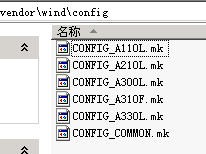 vendor\wind\config
名称
CONFIG_A110L.mk
CONFIG_A210L.mk
CONFIG_A300L.mk
CONFIG_A310F.mk
CONFIG_A330L.mk
CONFIG_COMMON.mk